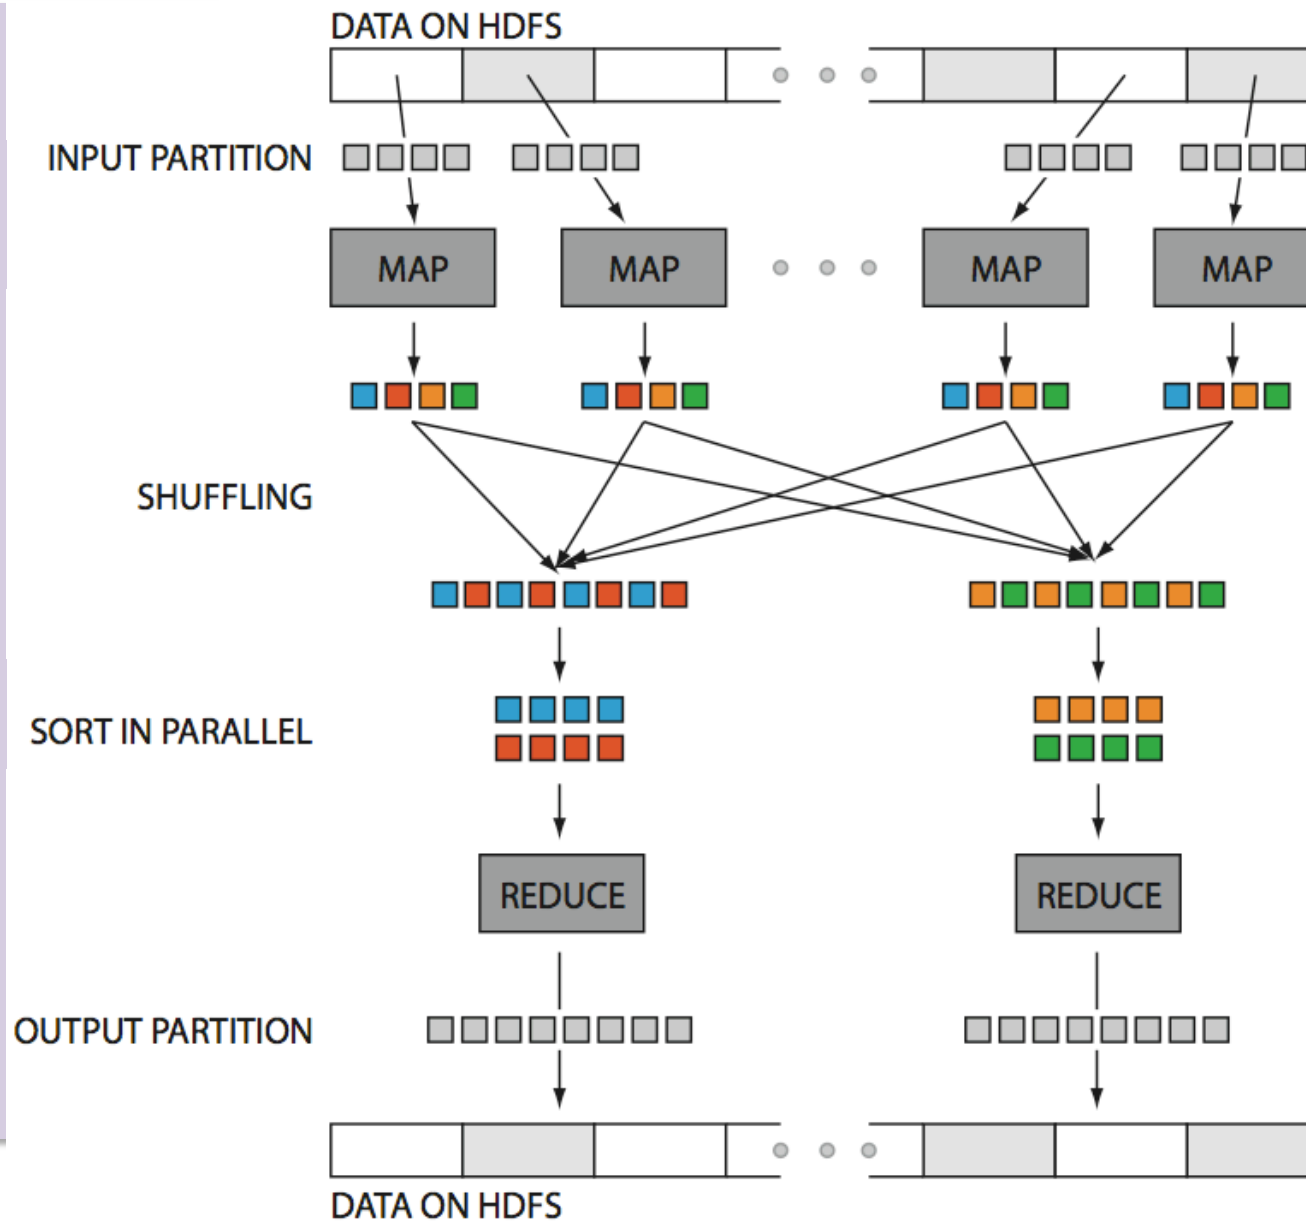 DATA ON HDFS
INPUT PARTITION
MAP
MAP
MAP
MAP
SHUFFLING
SORT IN PARALLEL
REDUCE
REDUCE
OUTPUT PARTITION
DATA ON HDFS